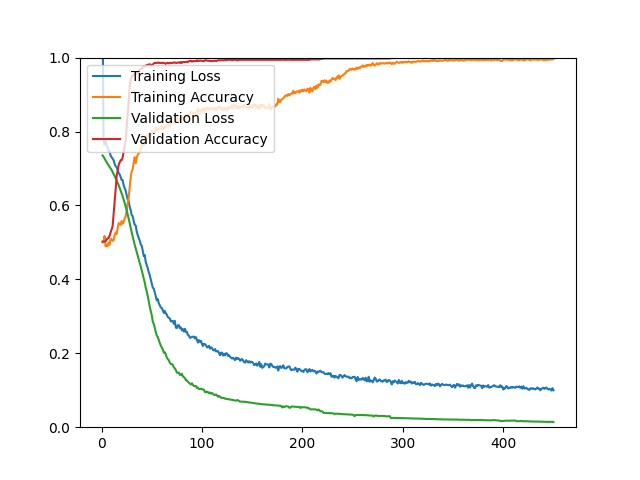 1.0
0.8
0.6
0.4
0.2
0.0
Training Loss
Training Accuracy
Validation Loss
Validation Accuracy
0 100 200 300 400